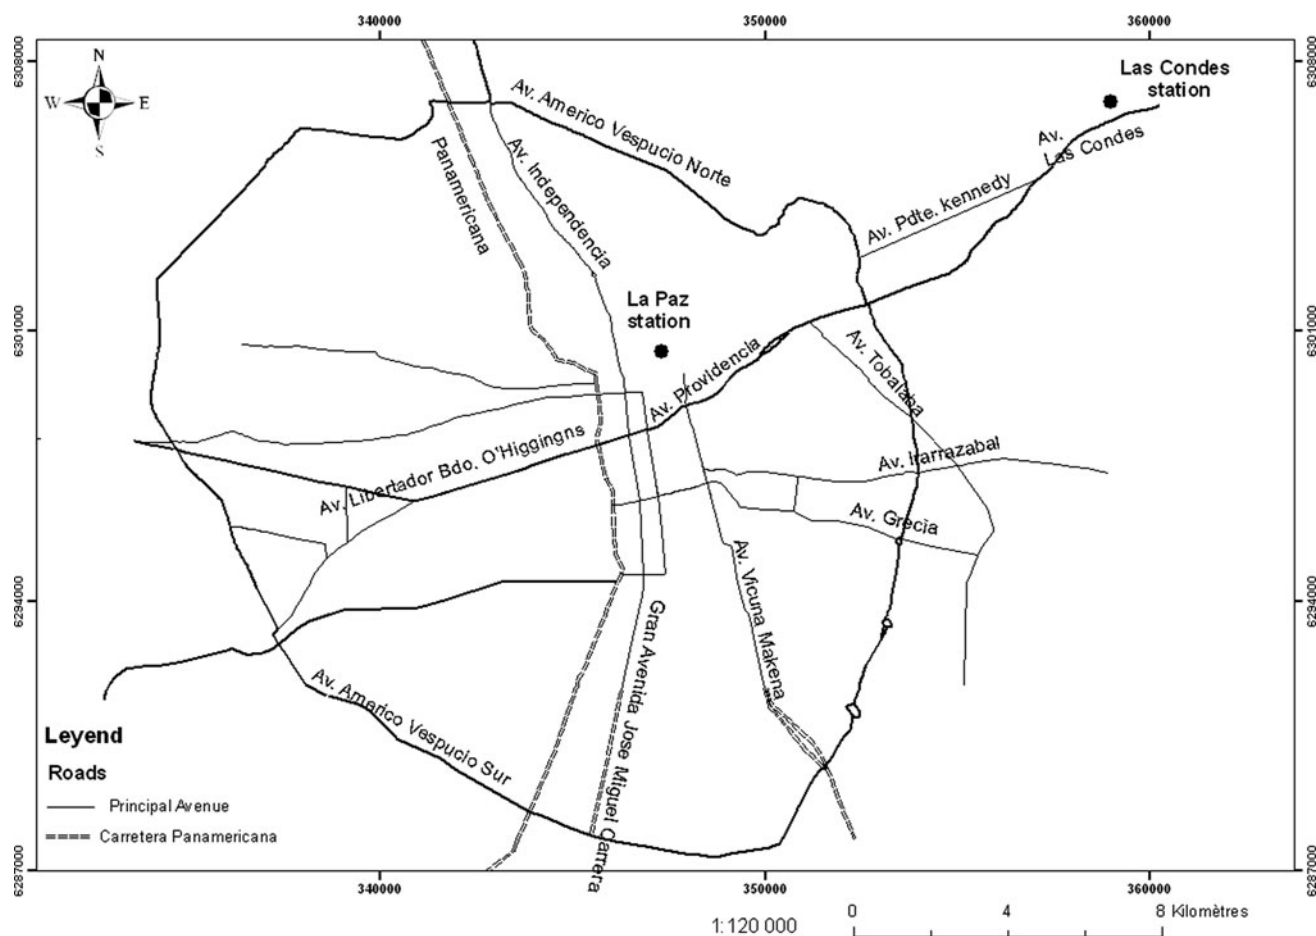 340000
350000
360000
6308000
6308000
N
W
E
S
Las Condes
station
Av. Americo Vespucio Norte
Av.
Las Condes
Av. Independencia
Panamericana
Av. Pdte. kennedy
La Paz
station
6301000
6301000
Av. Providencia
Av. Tobalaba
Av. Libertador Bdo. O'Higgingns
Av. Irarrazabal
Av. Grecia
Av. Vicuna Makena
6294000
6294000
Gran Avenida Jose Miguel Carrera
Av. Americo Vespucio Sur
Leyend
Roads
Principal Avenue
Carretera Panamericana
6287000
6287000
340000
350000
360000
1:120 000
0
4
8 Kilomètres